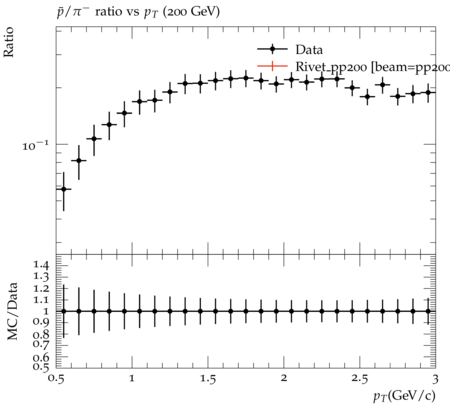 p̄/π⁻ ratio vs p_T (200 GeV)
Ratio
Data
Rivet_pp200 [beam=pp200
10⁻¹
MC/Data
1.4
1.3
1.2
1.1
1
0.9
0.8
0.7
0.6
0.5
0.5 1 1.5 2 2.5 3
p_T(GeV/c)